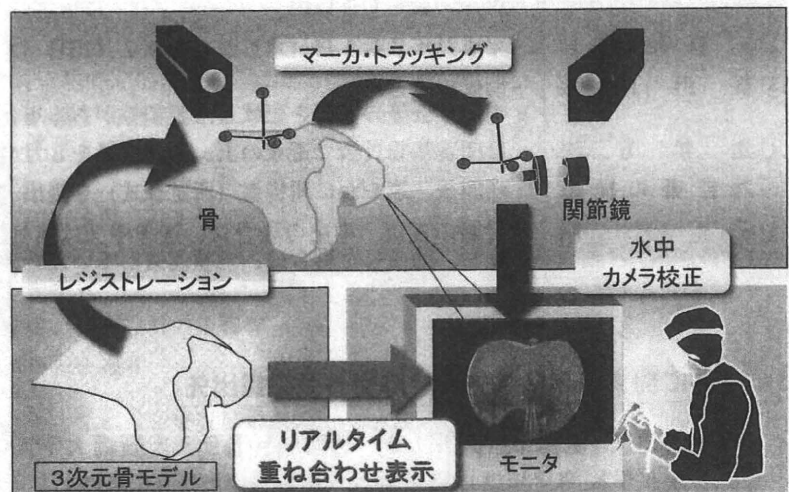 マーカ・トラッキング
骨
関節鏡
水中
カメラ校正
レジストレーション
リアルタイム
重ね合わせ表示
3次元骨モデル
モニタ